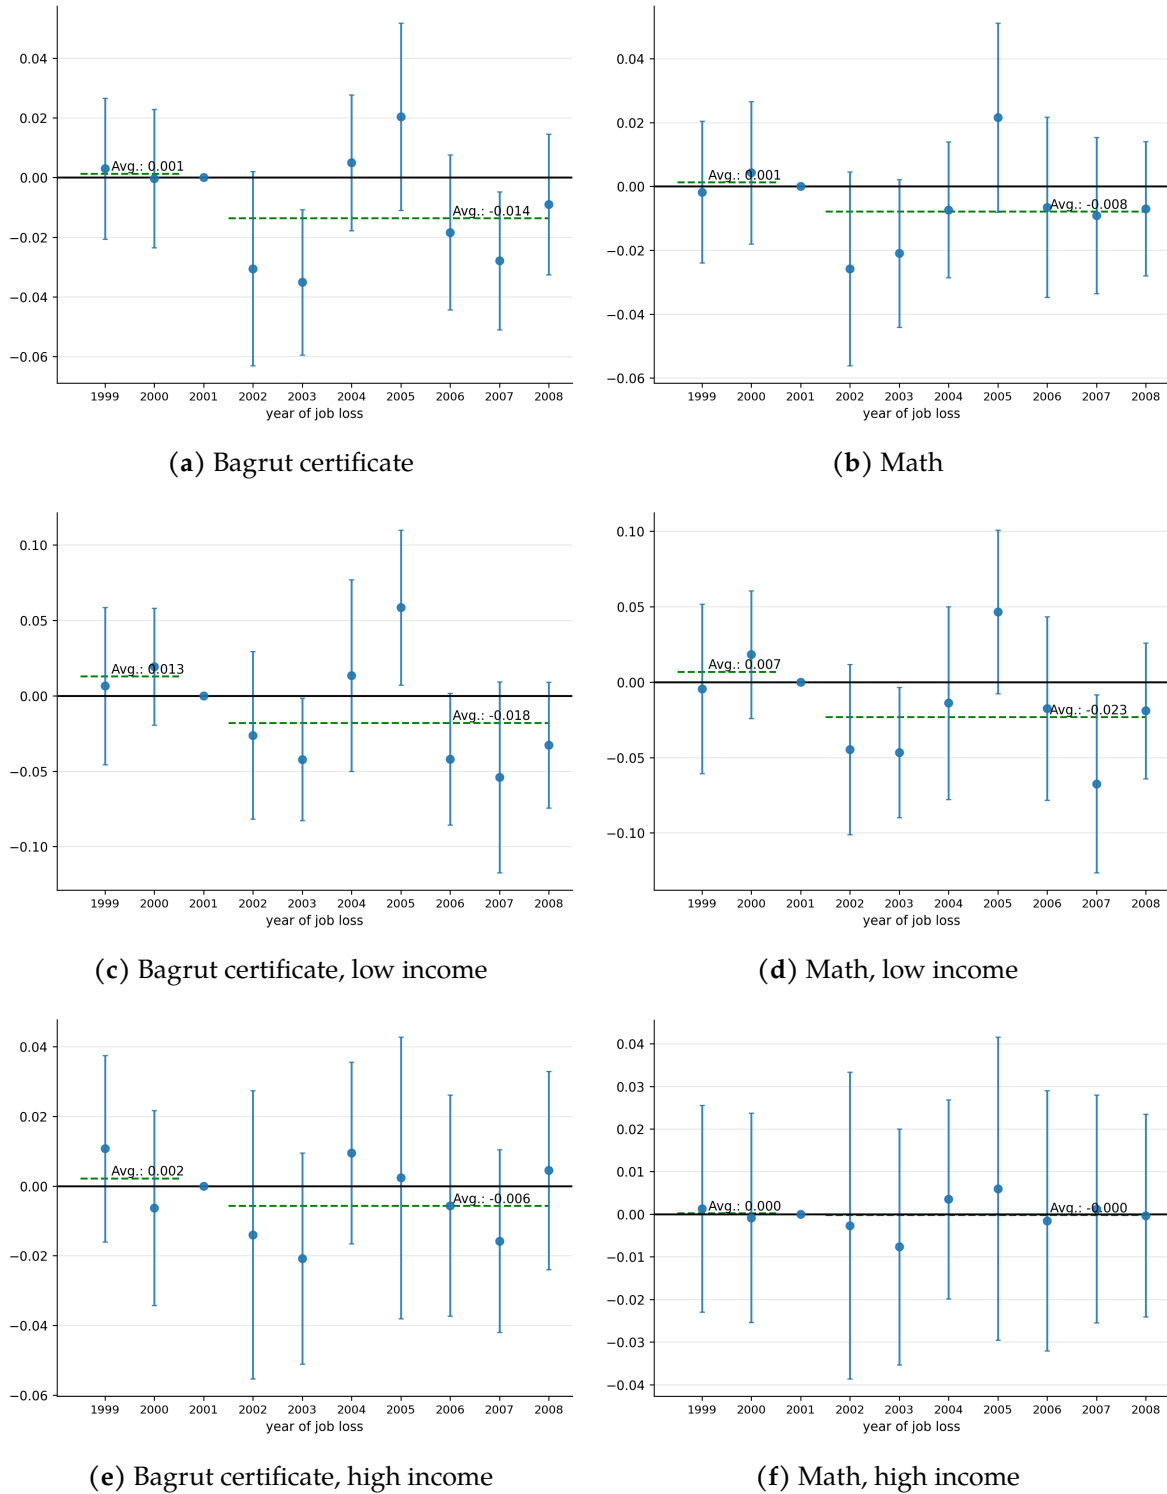 0.04
0.02
0.00
−0.02
−0.04
−0.06
Avg.: 0.001
Avg.: -0.014
1999 2000 2001 2002 2003 2004 2005 2006 2007 2008
year of job loss
(a) Bagrut certificate
0.04
0.02
0.00
−0.02
−0.04
−0.06
Avg.: 0.001
Avg.: -0.008
1999 2000 2001 2002 2003 2004 2005 2006 2007 2008
year of job loss
(b) Math
0.10
0.05
0.00
−0.05
−0.10
Avg.: 0.013
Avg.: -0.018
1999 2000 2001 2002 2003 2004 2005 2006 2007 2008
year of job loss
(c) Bagrut certificate, low income
0.10
0.05
0.00
−0.05
−0.10
Avg.: 0.007
Avg.: -0.023
1999 2000 2001 2002 2003 2004 2005 2006 2007 2008
year of job loss
(d) Math, low income
0.04
0.02
0.00
−0.02
−0.04
−0.06
Avg.: 0.002
Avg.: -0.006
1999 2000 2001 2002 2003 2004 2005 2006 2007 2008
year of job loss
(e) Bagrut certificate, high income
0.04
0.03
0.02
0.01
0.00
−0.01
−0.02
−0.03
−0.04
Avg.: 0.000
Avg.: -0.000
1999 2000 2001 2002 2003 2004 2005 2006 2007 2008
year of job loss
(f) Math, high income